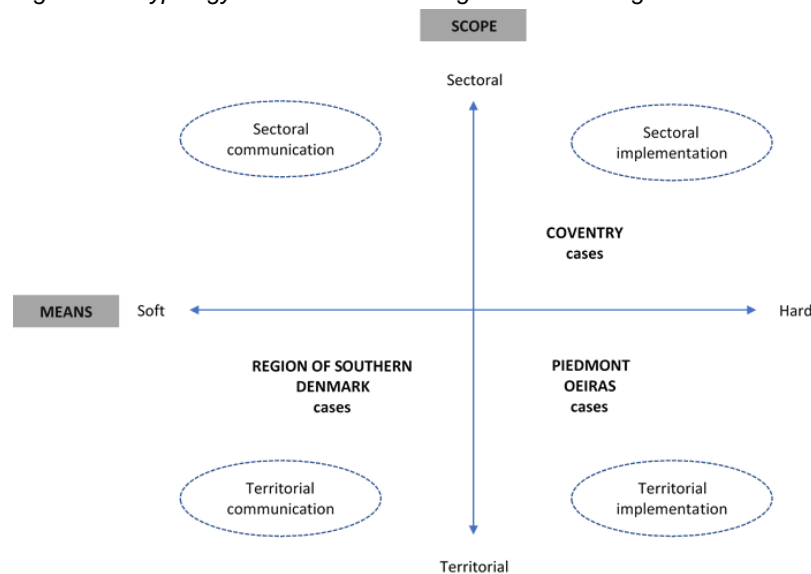 SCOPE
Sectoral
Sectoral
communication
Sectoral
implementation
COVENTRY
cases
MEANS
Soft
Hard
REGION OF SOUTHERN
DENMARK
cases
PIEDMONT
OEIRAS
cases
Territorial
communication
Territorial
implementation
Territorial